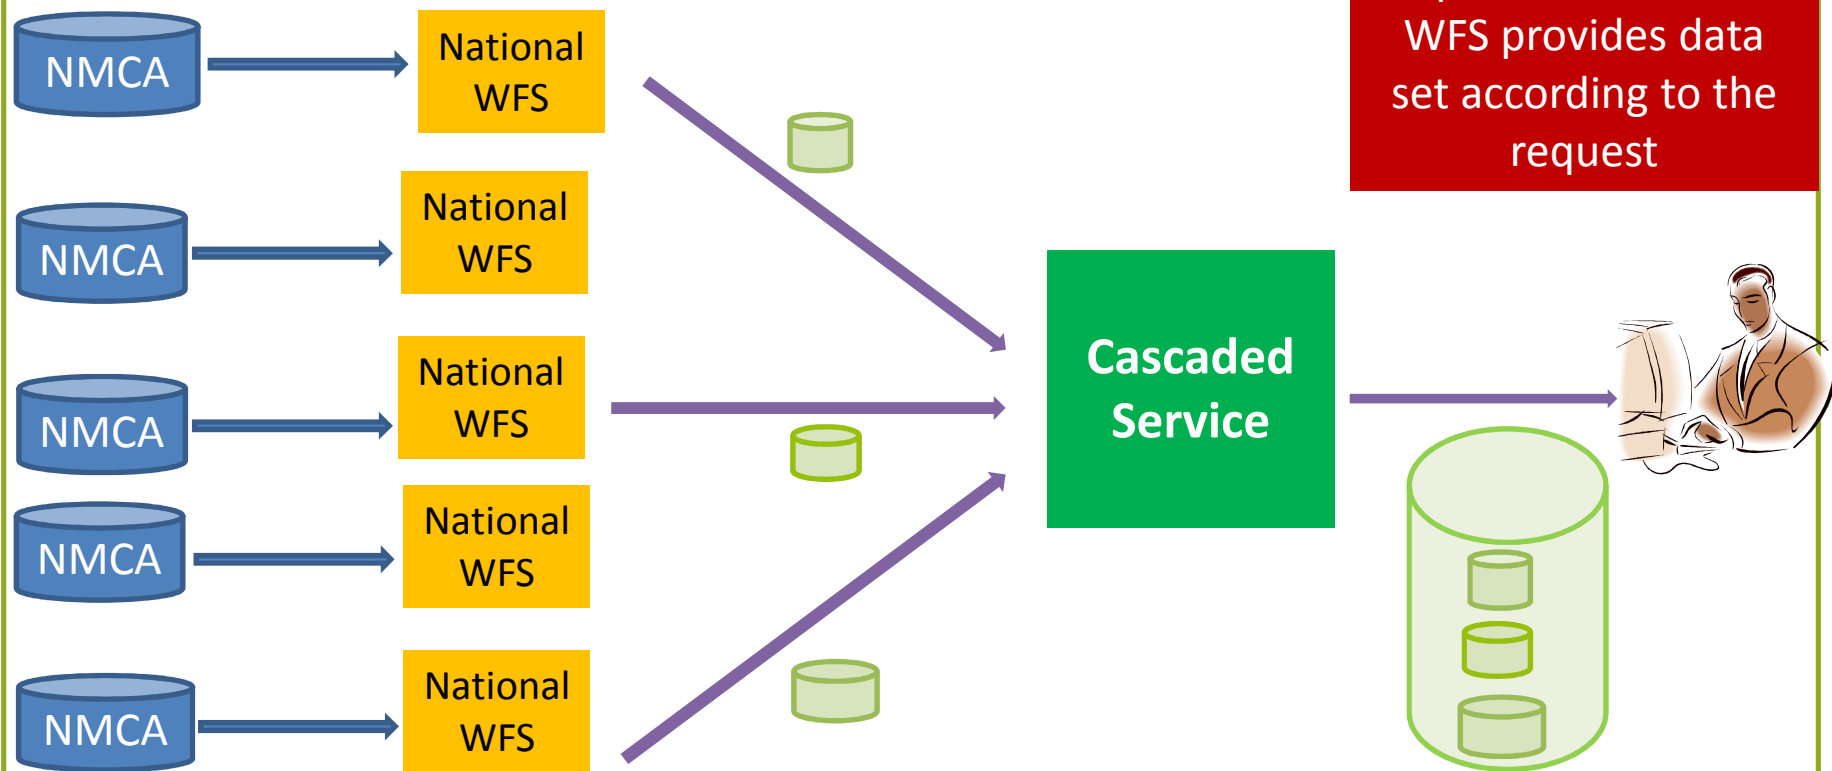 NMCA
National
WFS
WFS provides data
set according to the
request
NMCA
National
WFS
NMCA
National
WFS
Cascaded
Service
NMCA
National
WFS
NMCA
National
WFS